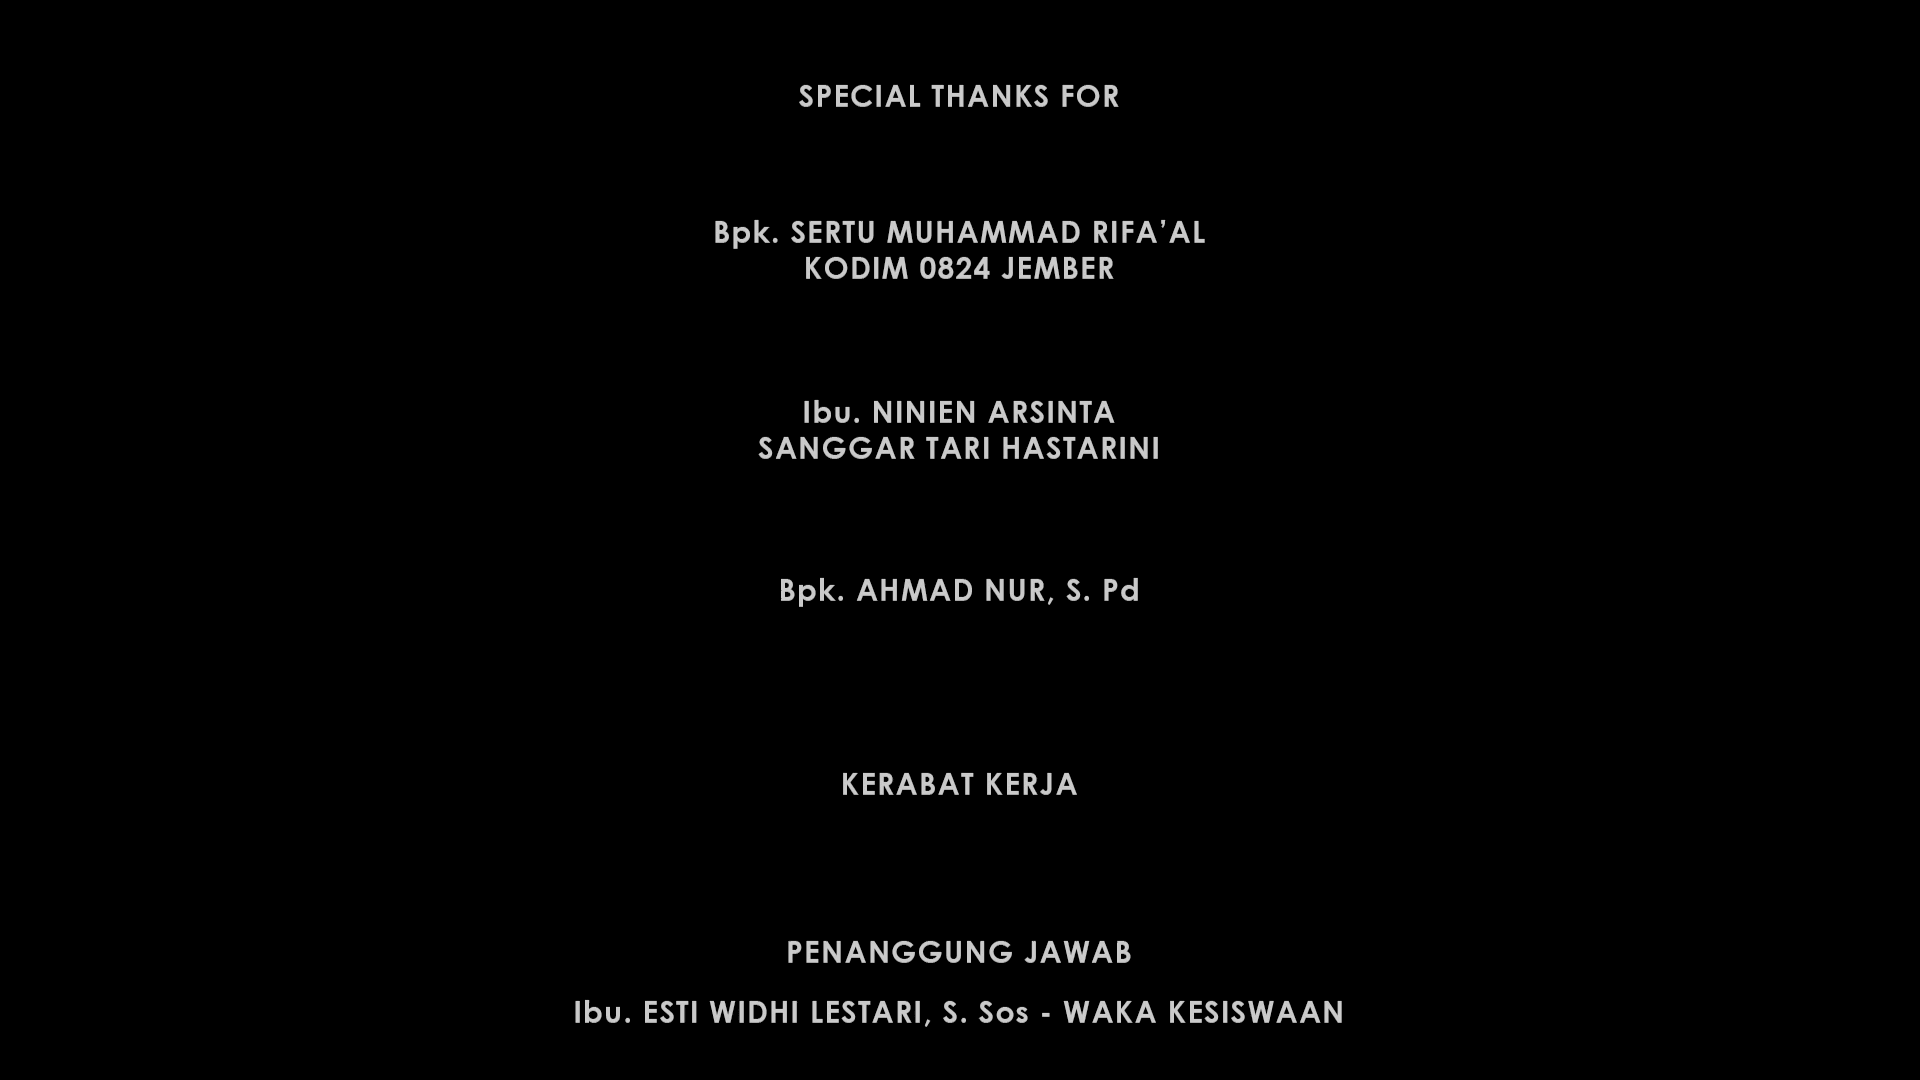 SPECIAL THANKS FOR
Bpk. SERTU MUHAMMAD RIFA’AL
KODIM 0824 JEMBER
Ibu. NINIEN ARSINTA
SANGGAR TARI HASTARINI
Bpk. AHMAD NUR, S. Pd
KERABAT KERJA
PENANGGUNG JAWAB
Ibu. ESTI WIDHI LESTARI, S. Sos - WAKA KESISWAAN